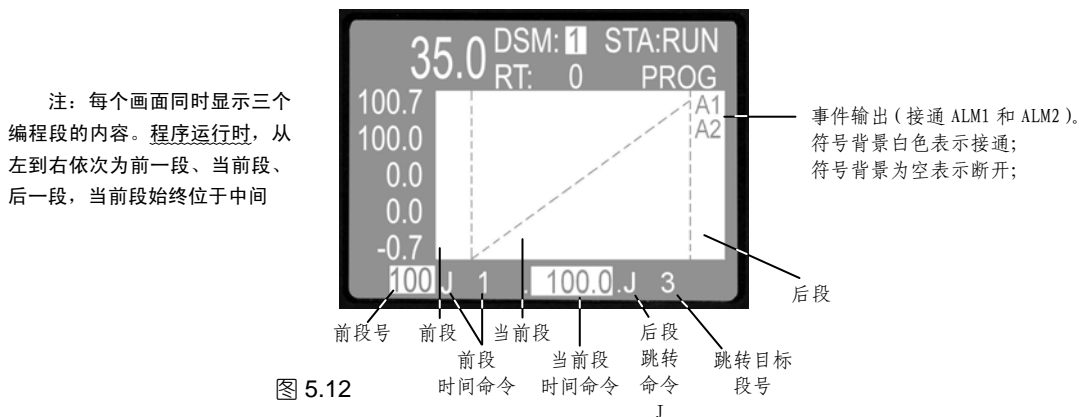 注：每个画面同时显示三个
编程段的内容。程序运行时，从
左到右依次为前一段、当前段、
后一段，当前段始终位于中间
35.0
DSM: 1 STA:RUN
RT: 0 PROG
100.7
100.0
0.0
0.0
-0.7
A1
A2
100 J 1 . 100.0 .J 3
事件输出(接通 ALM1 和 ALM2)。
符号背景白色表示接通；
符号背景为空表示断开；
后段
前段号
前段
当前段
前段
时间命令
当前段
时间命令
后段
跳转
命令
J
跳转目标
段号
图 5.12